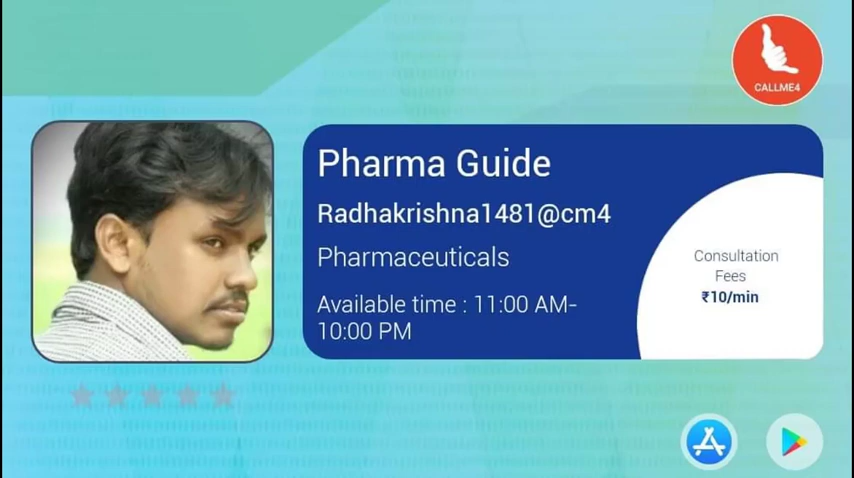 CALLME4
Pharma Guide
Radhakrishna1481@cm4
Pharmaceuticals
Available time : 11:00 AM-
10:00 PM
Consultation
Fees
₹10/min